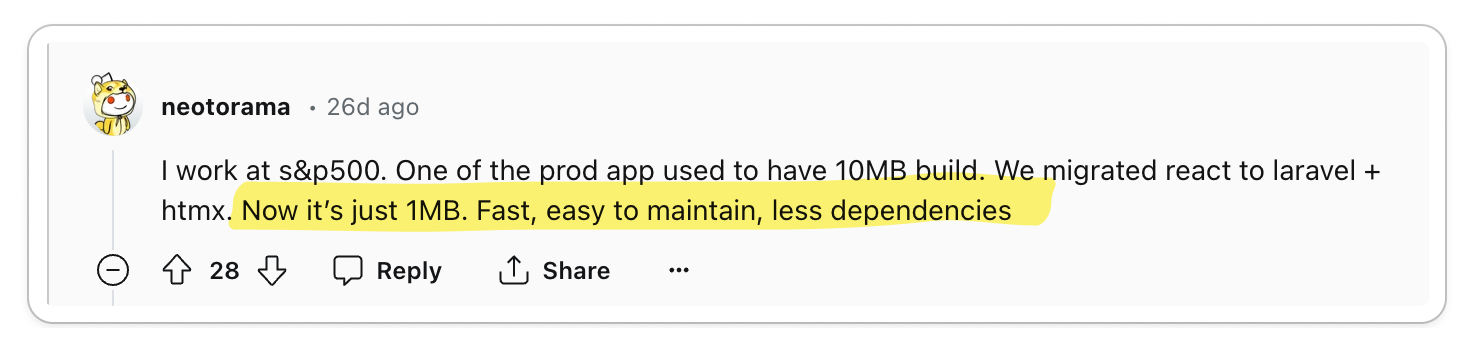 neotorama • 26d ago
I work at s&p500. One of the prod app used to have 10MB build. We migrated react to laravel +
htmx. Now it’s just 1MB. Fast, easy to maintain, less dependencies
28 Reply Share ...